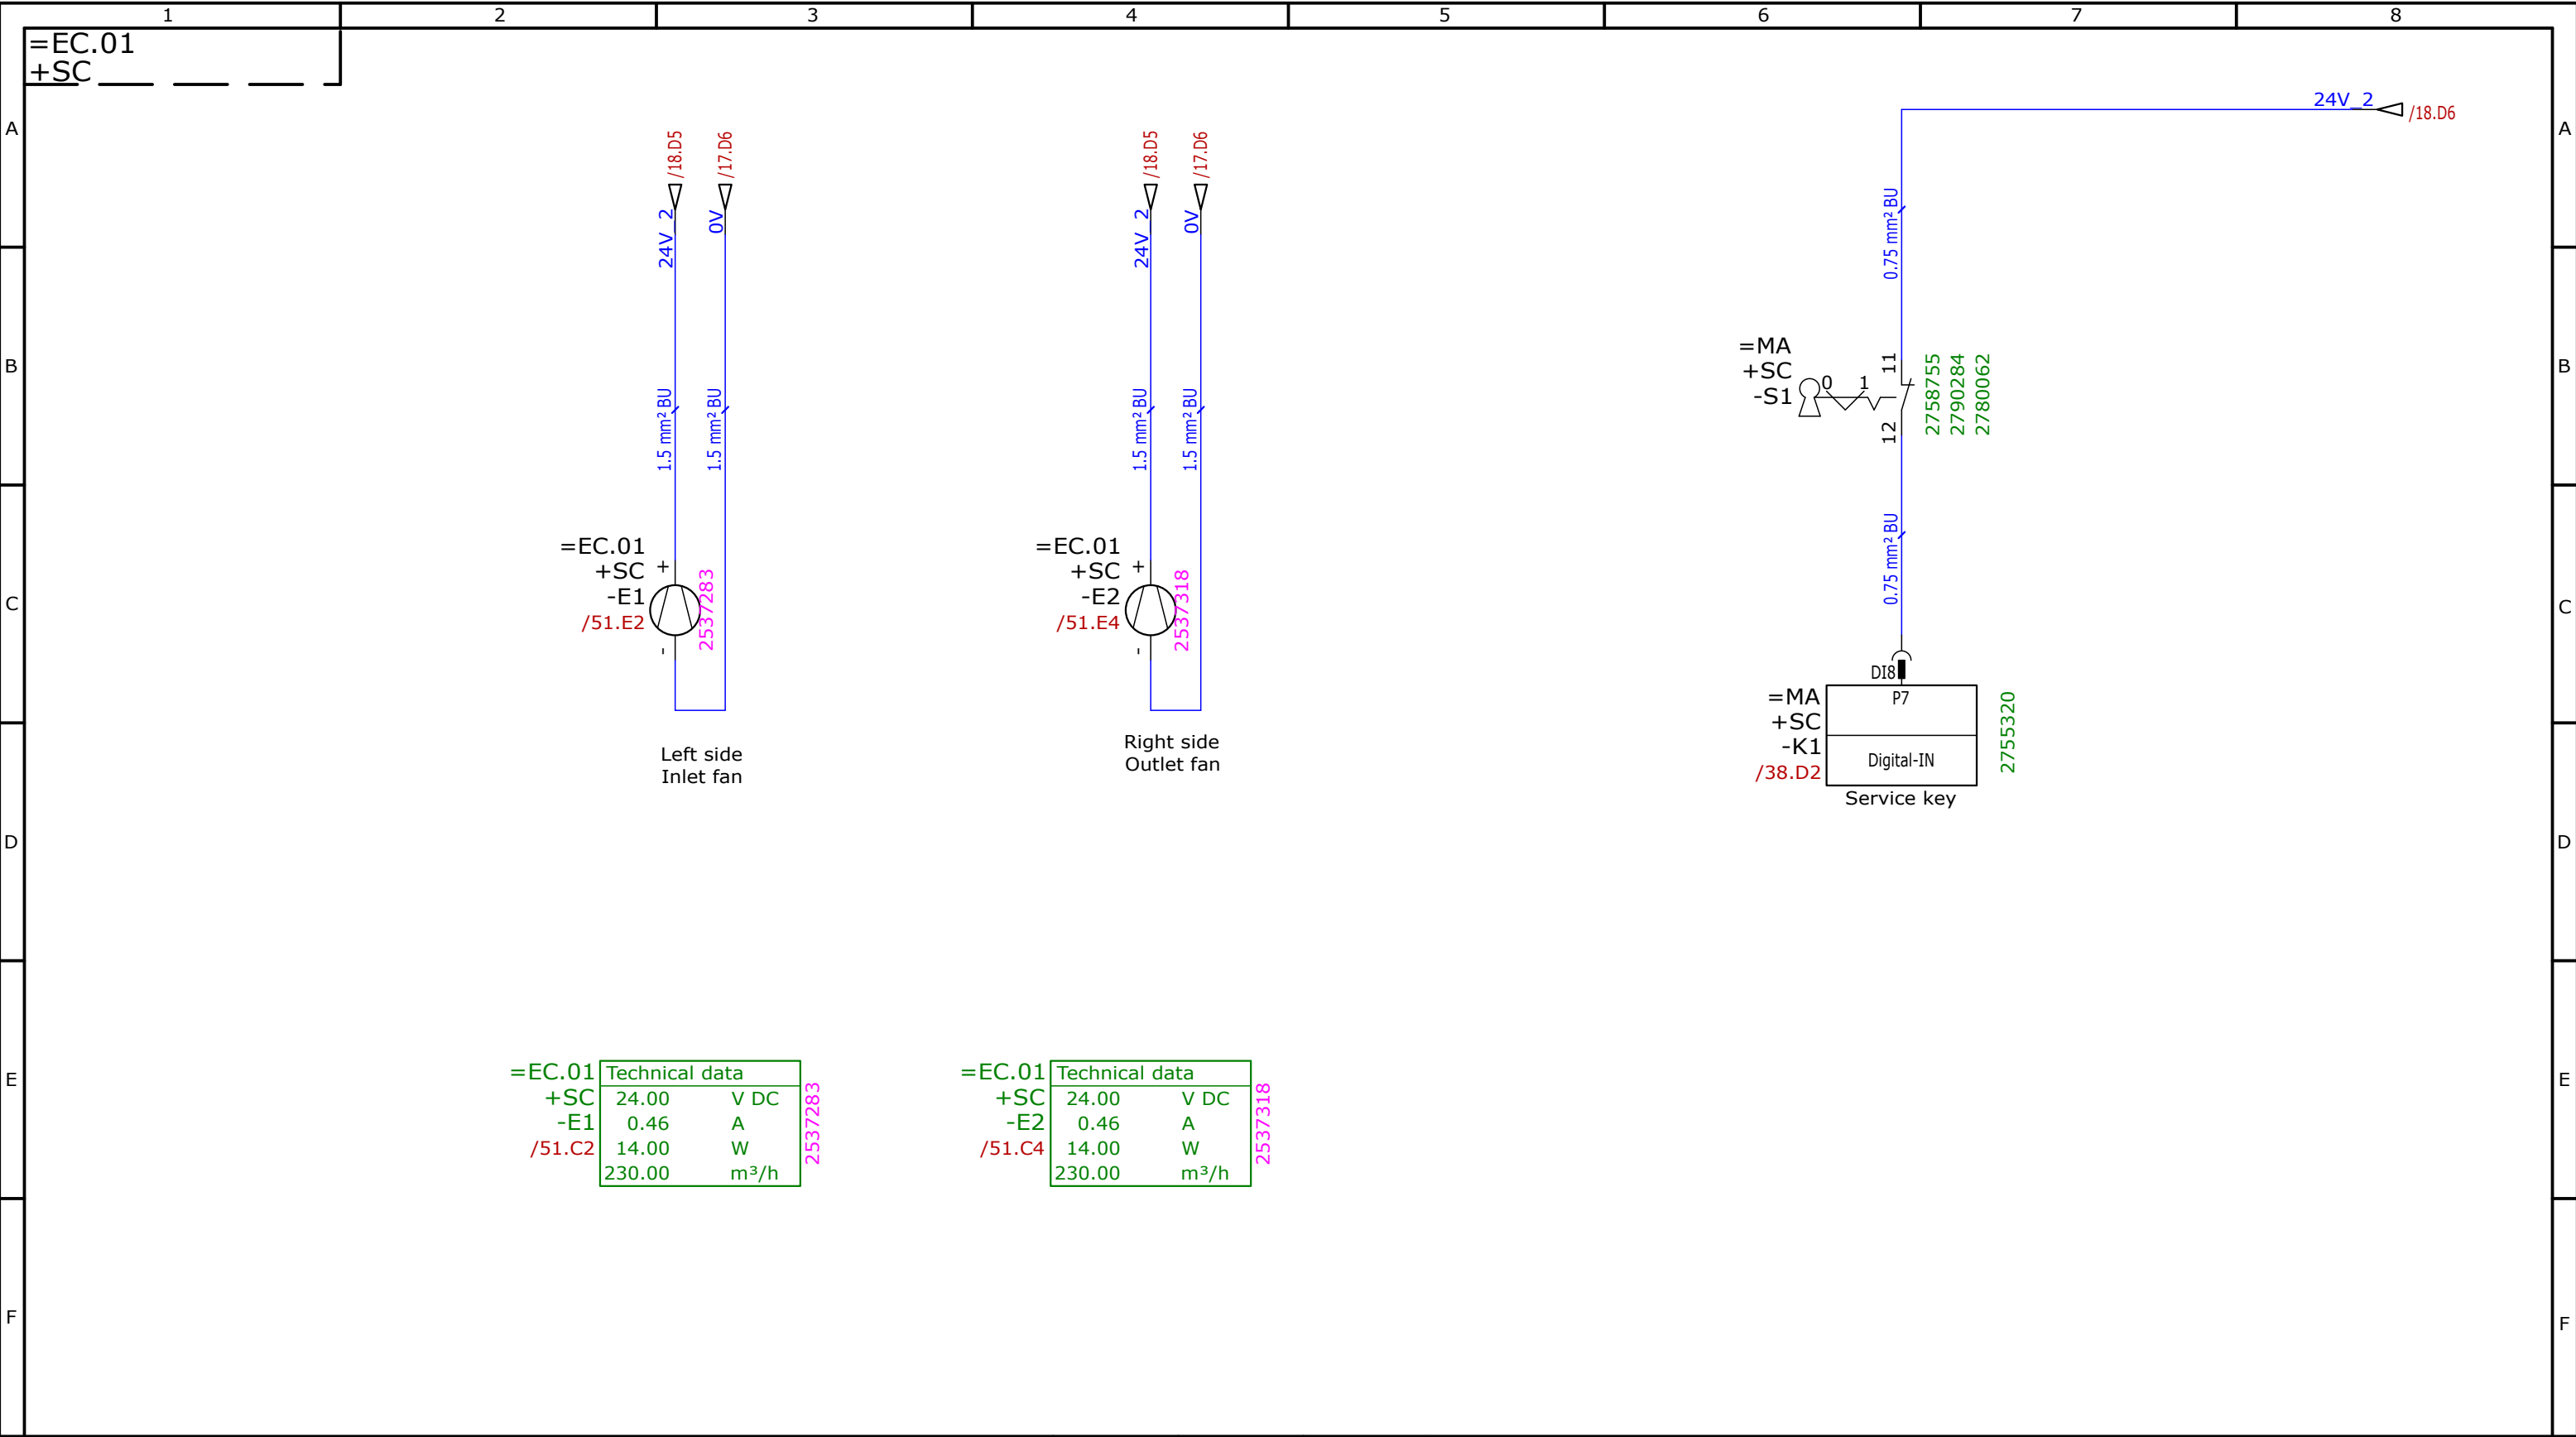 1 2 3 4 5 6 7 8
=EC.01
+SC
A
A
B
B
C
C
D
D
E
E
F
F
/18.D5
/17.D6
24V_2
0V
1.5 mm² BU
1.5 mm² BU
=EC.01
+SC
-E1
/51.E2
+
-
2537283
Left side
Inlet fan
/18.D5
/17.D6
24V_2
0V
1.5 mm² BU
1.5 mm² BU
=EC.01
+SC
-E2
/51.E4
+
-
2537318
Right side
Outlet fan
24V_2
/18.D6
0.75 mm² BU
=MA
+SC
-S1
0 1
11
12
2758755
2790284
2780062
0.75 mm² BU
DI8
P7
=MA
+SC
-K1
/38.D2
Digital-IN
2755320
Service key
=EC.01
+SC
-E1
/51.C2
Technical data
24.00 V DC
0.46 A
14.00 W
230.00 m³/h
2537283
=EC.01
+SC
-E2
/51.C4
Technical data
24.00 V DC
0.46 A
14.00 W
230.00 m³/h
2537318